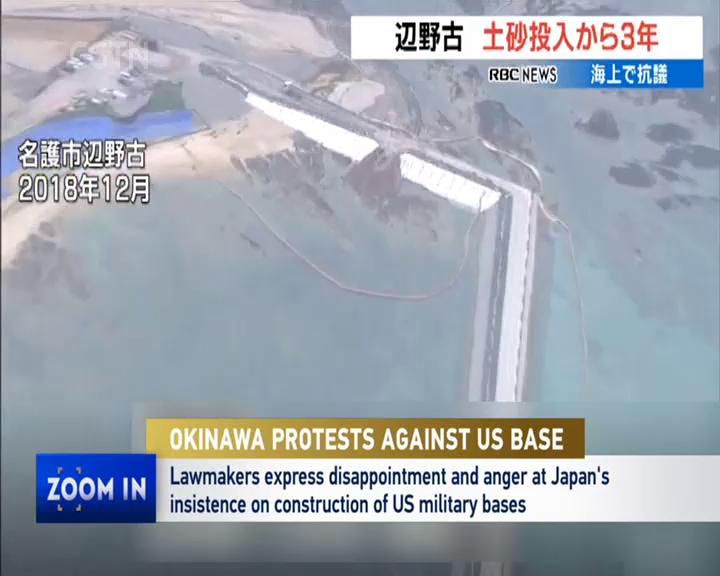 CGTN
辺野古 土砂投入から3年
RBC NEWS 海上で抗議
名護市辺野古
2018年12月
OKINAWA PROTESTS AGAINST US BASE
ZOOM IN
Lawmakers express disappointment and anger at Japan's
insistence on construction of US military bases